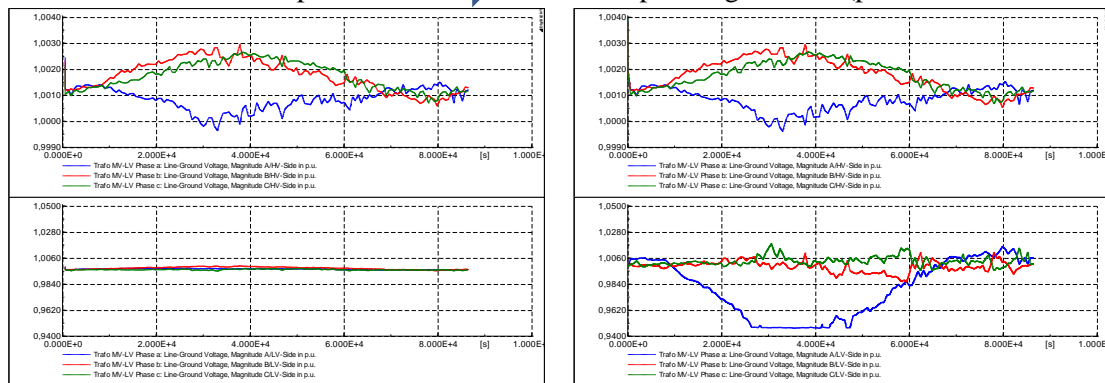 1,0040
1,0030
1,0020
1,0010
1,0000
0,9990
0.000E+0 2.000E+4 4.000E+4 6.000E+4 8.000E+4 [s] 1.000E+
Trafo MV-LV Phase a: Line-Ground Voltage, Magnitude A/HV-Side in p.u.
Trafo MV-LV Phase b: Line-Ground Voltage, Magnitude B/HV-Side in p.u.
Trafo MV-LV Phase c: Line-Ground Voltage, Magnitude C/HV-Side in p.u.
1,0500
1,0280
1,0060
0,9840
0,9620
0,9400
0.000E+0 2.000E+4 4.000E+4 6.000E+4 8.000E+4 [s] 1.000E+
Trafo MV-LV Phase a: Line-Ground Voltage, Magnitude A/LV-Side in p.u.
Trafo MV-LV Phase b: Line-Ground Voltage, Magnitude B/LV-Side in p.u.
Trafo MV-LV Phase c: Line-Ground Voltage, Magnitude C/LV-Side in p.u.
1,0040
1,0030
1,0020
1,0010
1,0000
0,9990
0.000E+0 2.000E+4 4.000E+4 6.000E+4 8.000E+4 [s] 1.000
Trafo MV-LV Phase a: Line-Ground Voltage, Magnitude A/HV-Side in p.u.
Trafo MV-LV Phase b: Line-Ground Voltage, Magnitude B/HV-Side in p.u.
Trafo MV-LV Phase c: Line-Ground Voltage, Magnitude C/HV-Side in p.u.
1,0500
1,0280
1,0060
0,9840
0,9620
0,9400
0.000E+0 2.000E+4 4.000E+4 6.000E+4 8.000E+4 [s] 1.000
Trafo MV-LV Phase a: Line-Ground Voltage, Magnitude A/LV-Side in p.u.
Trafo MV-LV Phase b: Line-Ground Voltage, Magnitude B/LV-Side in p.u.
Trafo MV-LV Phase c: Line-Ground Voltage, Magnitude C/LV-Side in p.u.